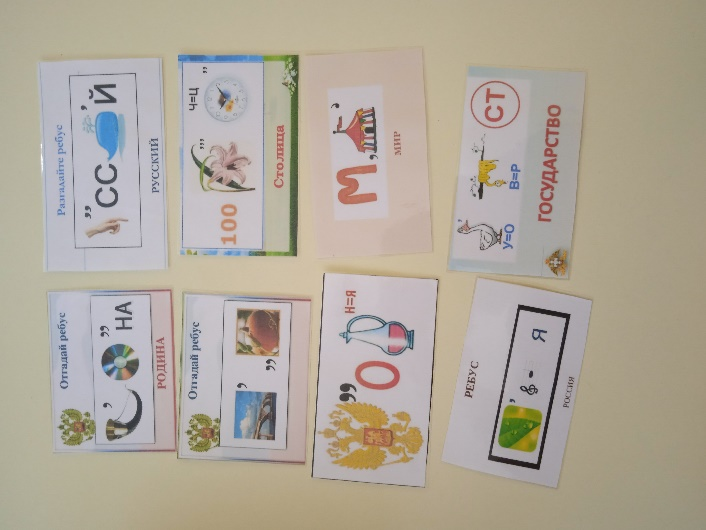 Разгадайте ребус
,, СС ' Й
РУССКИЙ
100 ,,, Ч=Ц ,,
Столица
М , '
МИР
СТ
У=О В=Р
ГОСУДАРСТВО
Отгадай ребус
' ,, НА
РОДИНА
Отгадай ребус
' ,,
,, О Н=Я
РЕБУС
' - Я
РОССИЯ